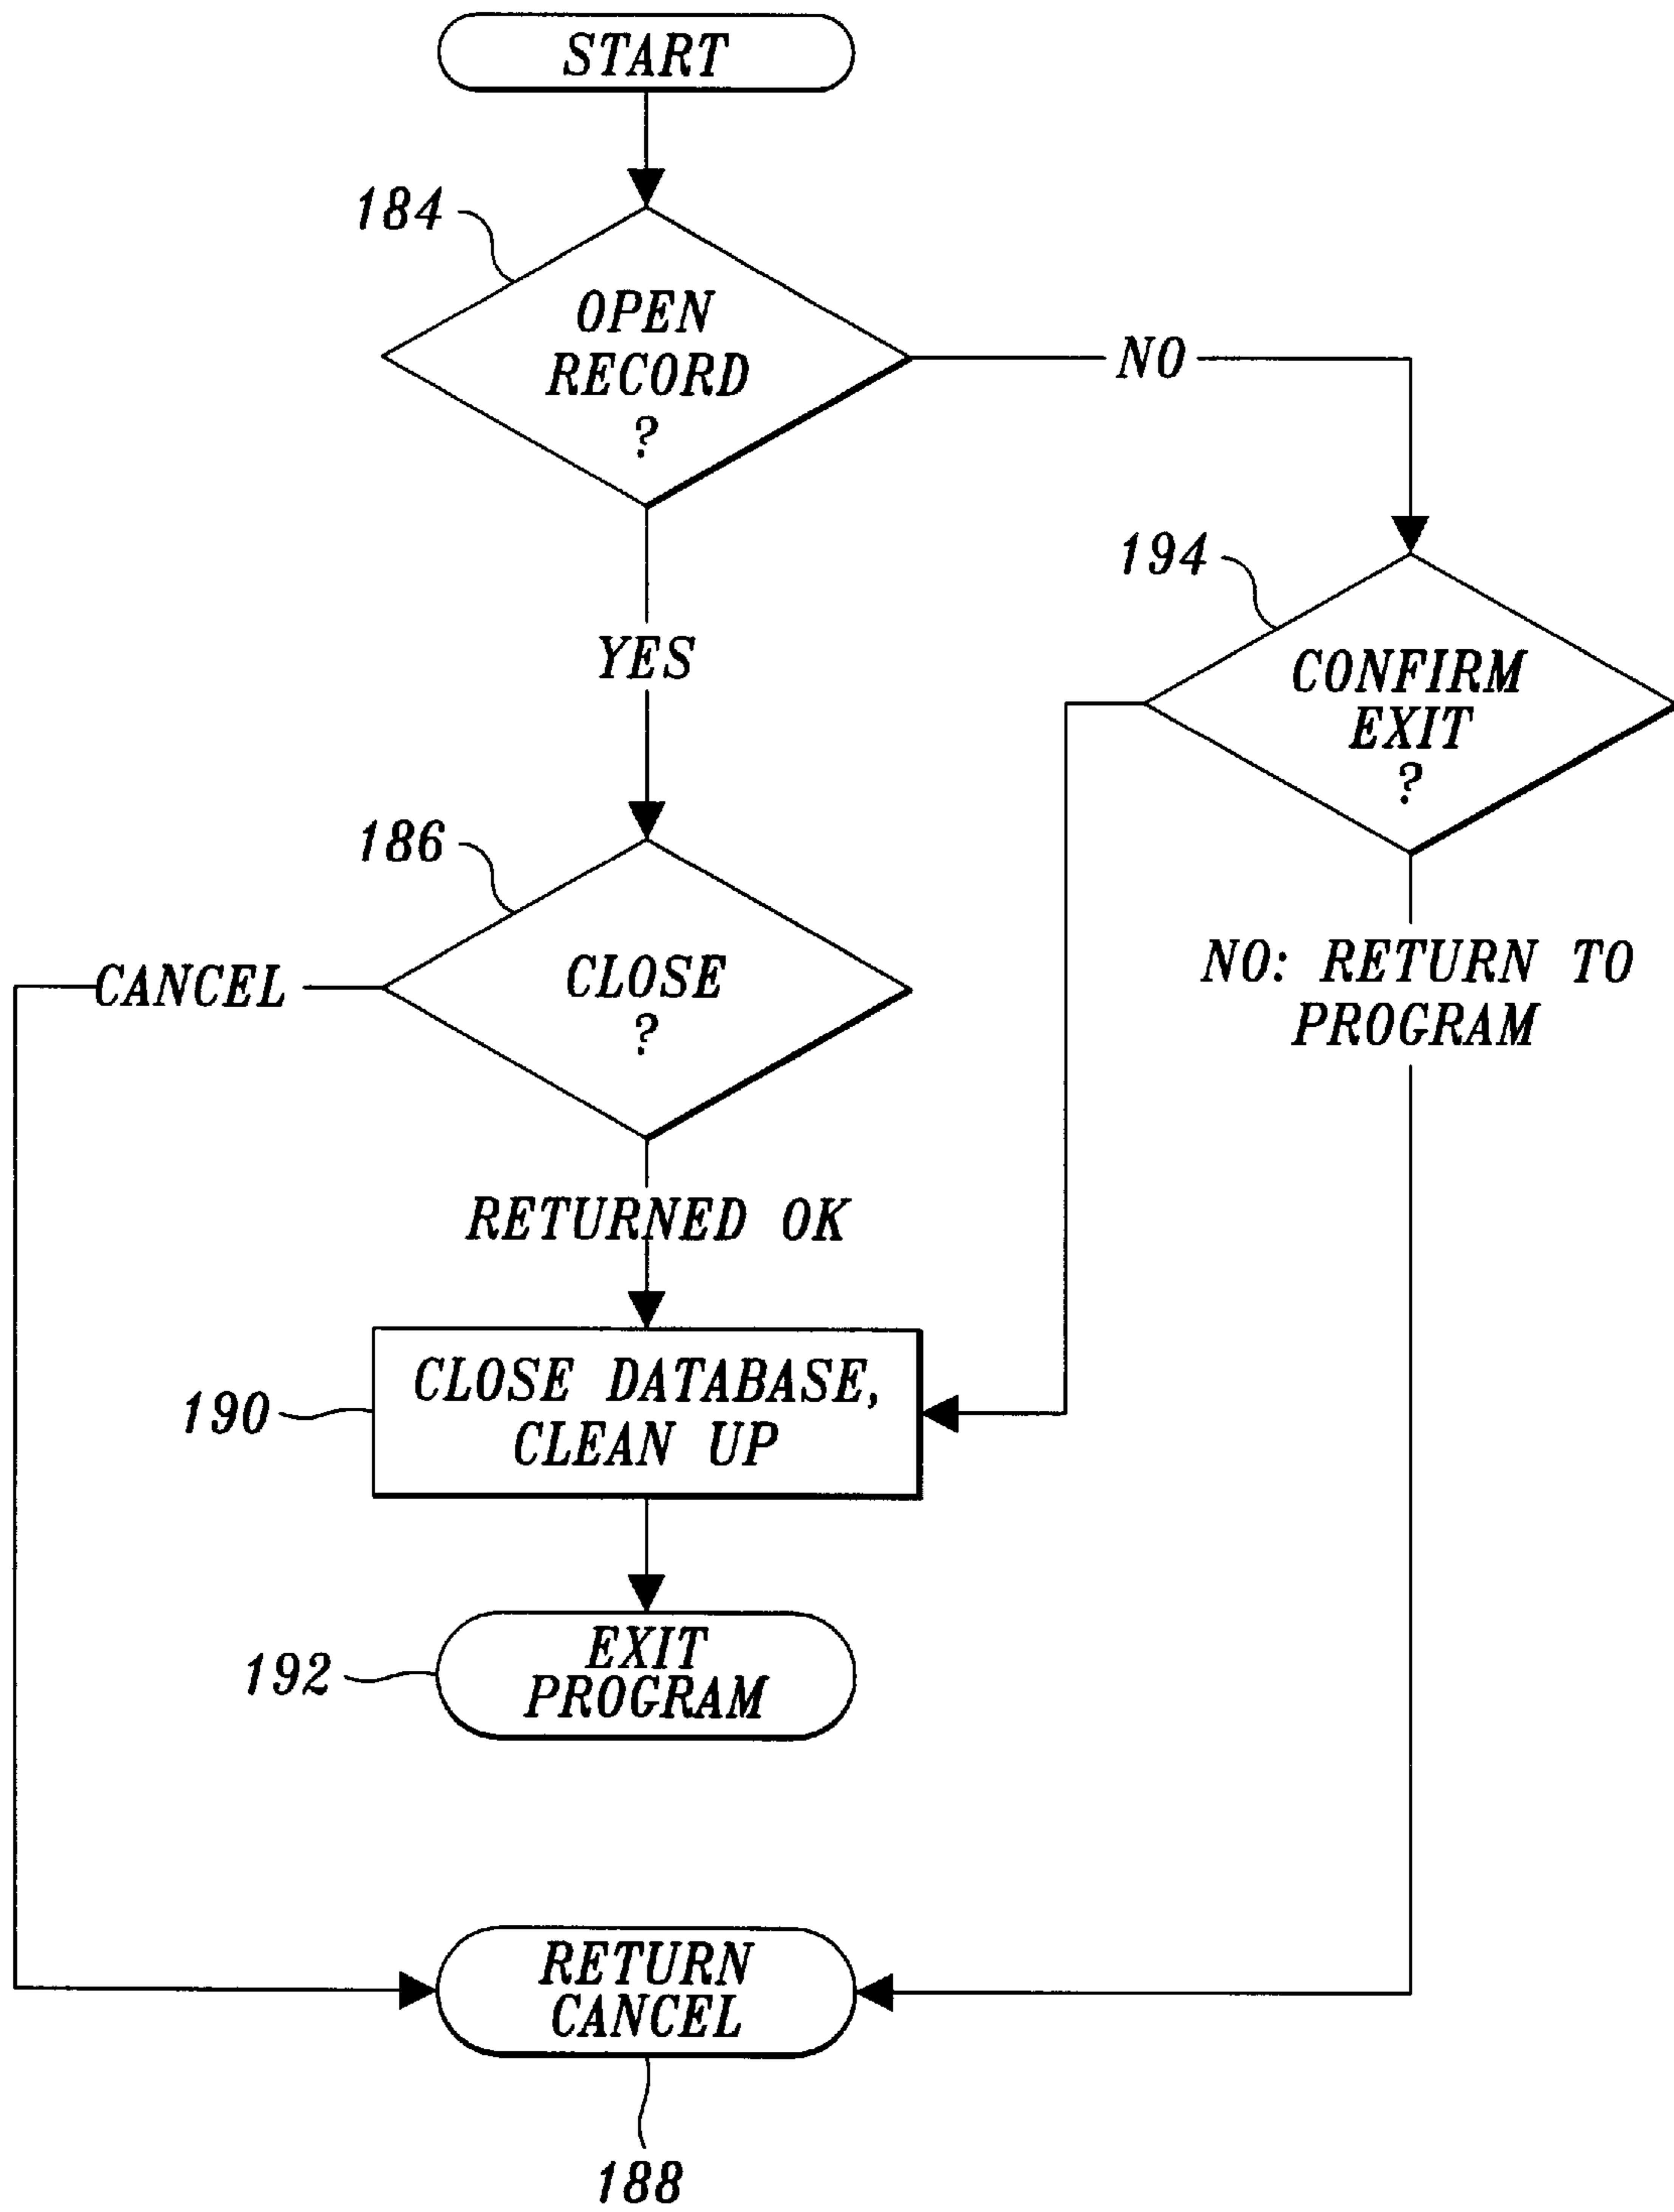 START
184
OPEN
RECORD
?
NO
194
CONFIRM
EXIT
?
YES
186
CANCEL
CLOSE
?
NO: RETURN TO
PROGRAM
RETURNED OK
190
CLOSE DATABASE,
CLEAN UP
192
EXIT
PROGRAM
RETURN
CANCEL
188